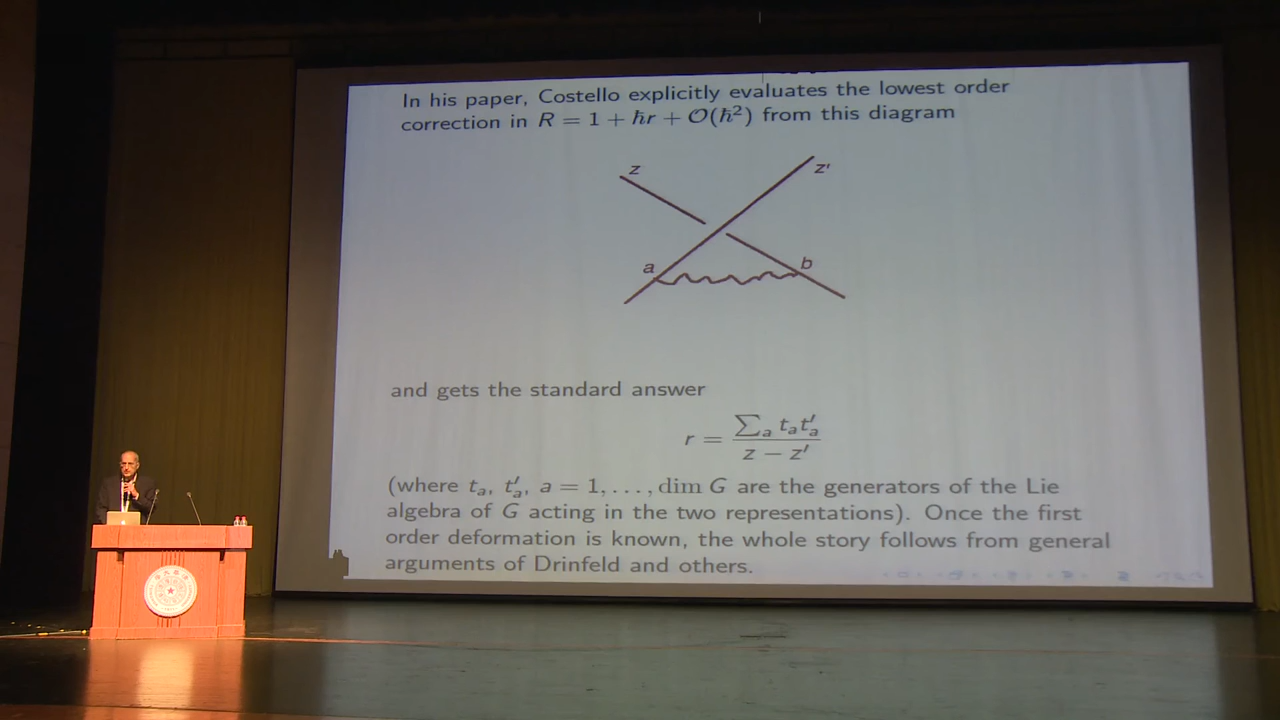 In his paper, Costello explicitly evaluates the lowest order
correction in R = 1 + ħr + 𝒪(ħ²) from this diagram
z
z'
a
b
and gets the standard answer
r = ∑ₐ tₐt′ₐ / z − z′
(where tₐ, t′ₐ, a = 1, . . . , dim G are the generators of the Lie
algebra of G acting in the two representations). Once the first
order deformation is known, the whole story follows from general
arguments of Drinfeld and others.